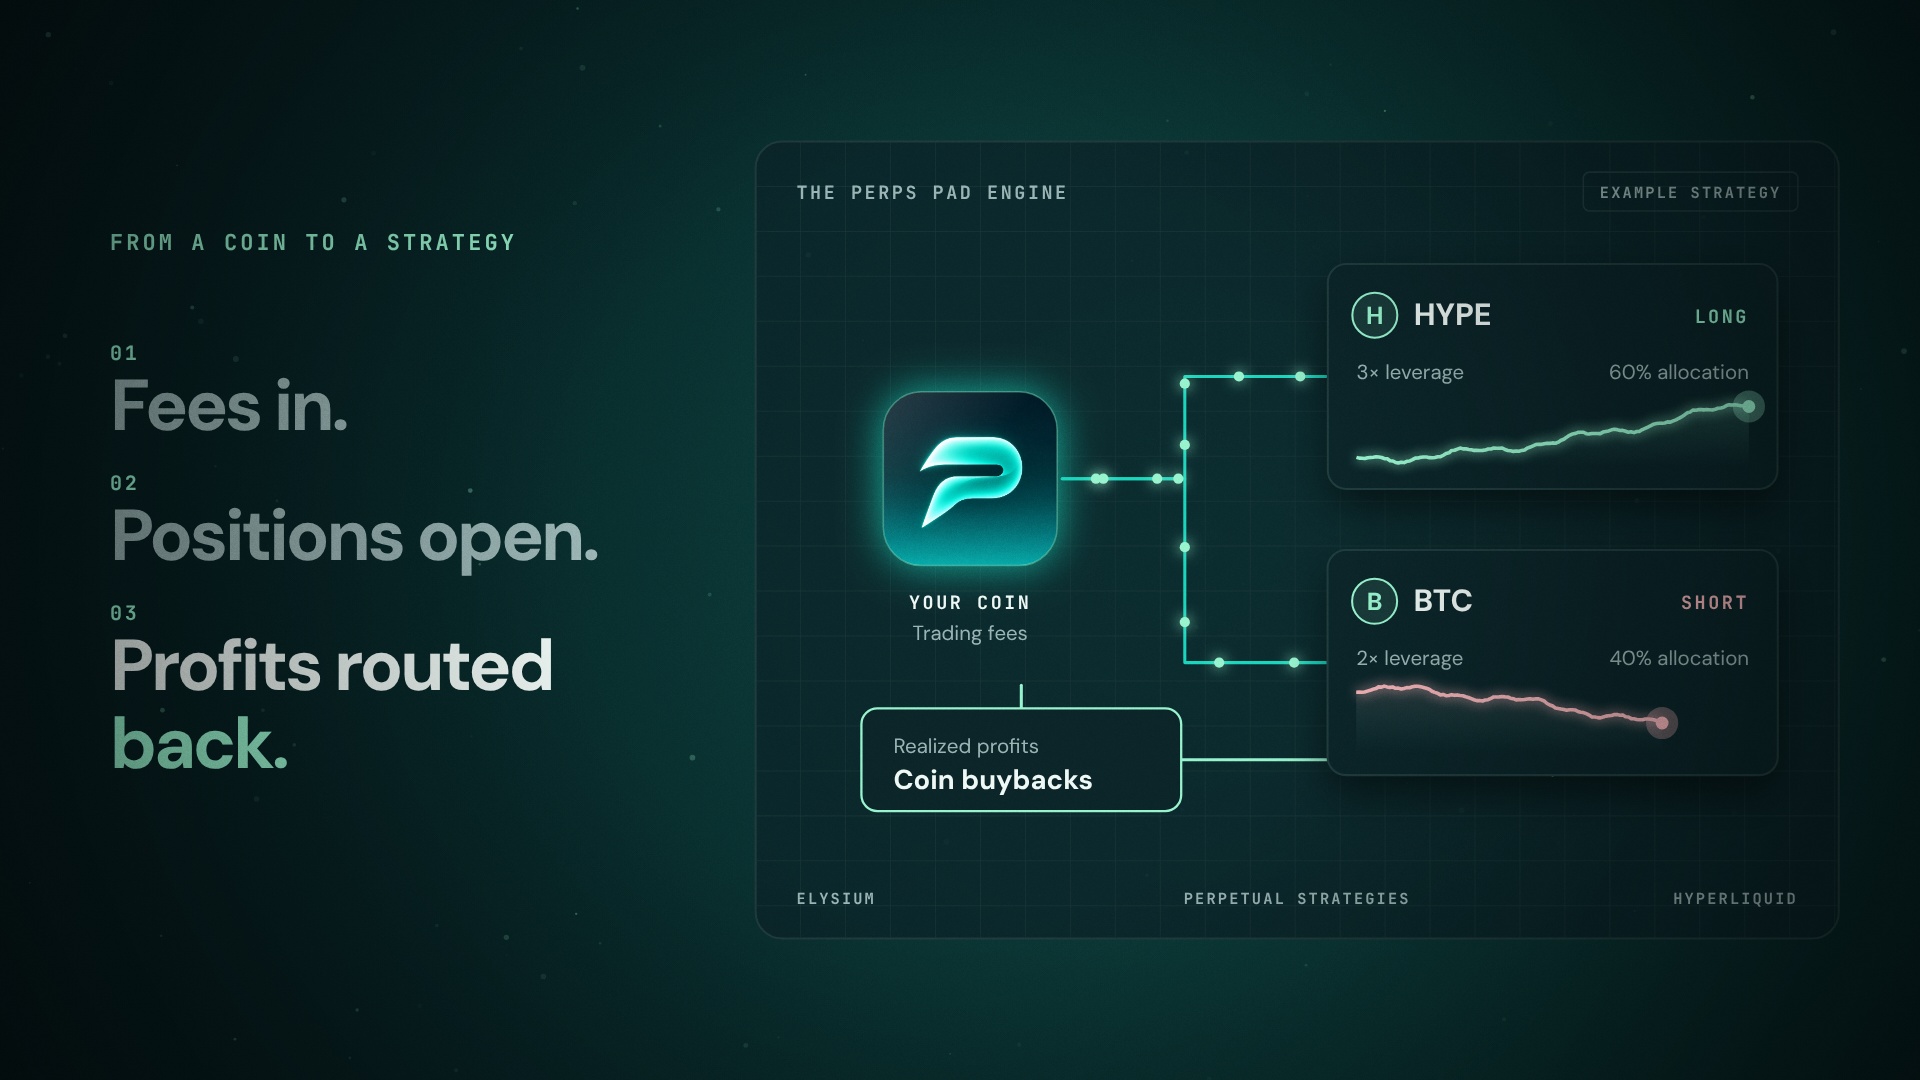 FROM A COIN TO A STRATEGY
01
Fees in.
02
Positions open.
03
Profits routed
back.
THE PERPS PAD ENGINE
EXAMPLE STRATEGY
H HYPE
LONG
3× leverage
60% allocation
YOUR COIN
Trading fees
B BTC
SHORT
2× leverage
40% allocation
Realized profits
Coin buybacks
ELYSIUM
PERPETUAL STRATEGIES
HYPERLIQUID